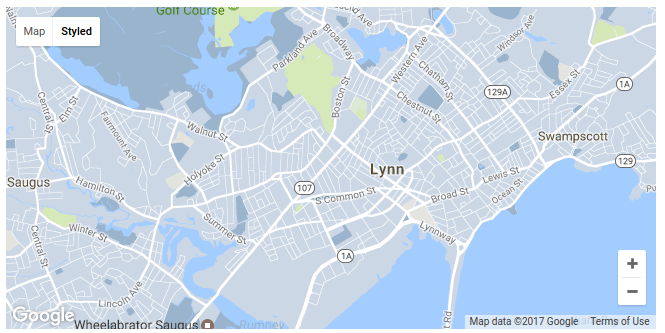 Golf Course
Map
Styled
Parkland Ave
Broadway
Western Ave
Windsor Ave
Chatham St
Boston St
129A
1A
Essex St
Central St
Elm St
Fairmount Ave
Walnut St
Chestnut St
Swampscott
Holyoke St
Lynn
129
Saugus
Hamilton St
107
S Common St
Broad St
Lewis St
Ocean St
Central St
Winter St
Summer St
Lynnway
1A
Lincoln Ave
Google
Wheelabrator Saugus
Rumney
t Rd
+
−
Map data ©2017 Google
Terms of Use